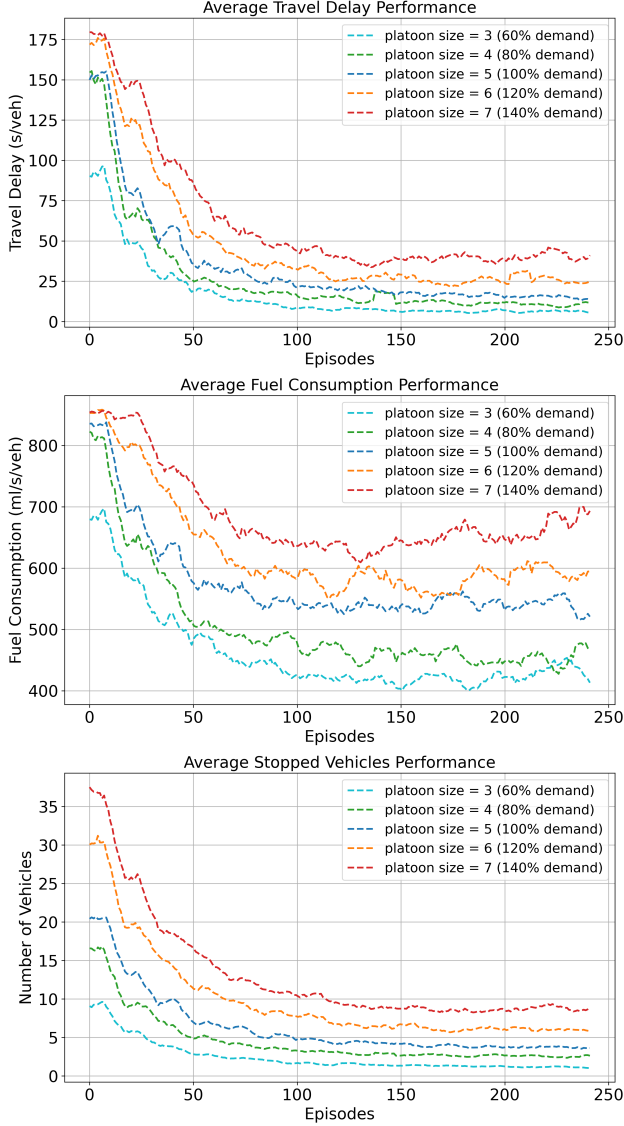 Average Travel Delay Performance
175
150
125
100
75
50
25
0
Travel Delay (s/veh)
platoon size = 3 (60% demand)
platoon size = 4 (80% demand)
platoon size = 5 (100% demand)
platoon size = 6 (120% demand)
platoon size = 7 (140% demand)
0 50 100 150 200 250
Episodes
Average Fuel Consumption Performance
800
700
600
500
400
Fuel Consumption (ml/s/veh)
platoon size = 3 (60% demand)
platoon size = 4 (80% demand)
platoon size = 5 (100% demand)
platoon size = 6 (120% demand)
platoon size = 7 (140% demand)
0 50 100 150 200 250
Episodes
Average Stopped Vehicles Performance
35
30
25
20
15
10
5
0
Number of Vehicles
platoon size = 3 (60% demand)
platoon size = 4 (80% demand)
platoon size = 5 (100% demand)
platoon size = 6 (120% demand)
platoon size = 7 (140% demand)
0 50 100 150 200 250
Episodes